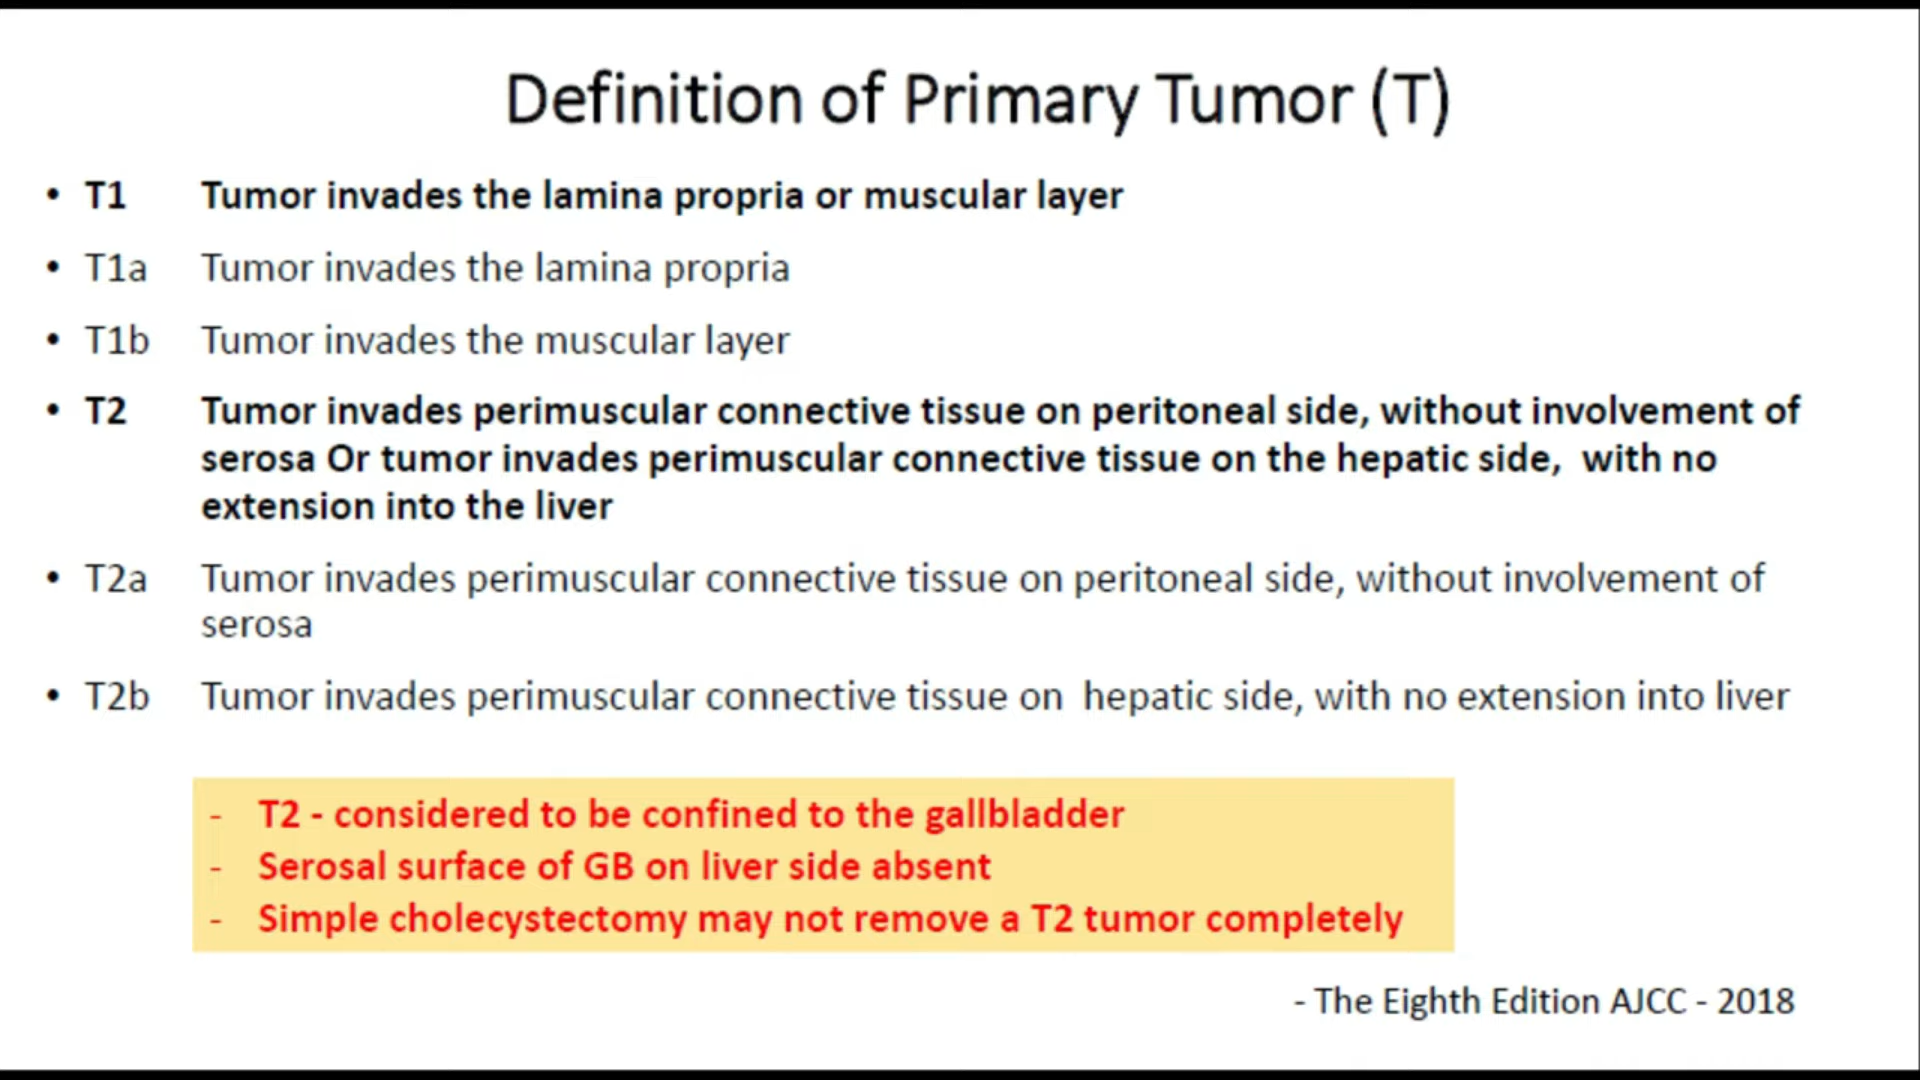 Definition of Primary Tumor (T)
• T1 Tumor invades the lamina propria or muscular layer
• T1a Tumor invades the lamina propria
• T1b Tumor invades the muscular layer
• T2 Tumor invades perimuscular connective tissue on peritoneal side, without involvement of
serosa Or tumor invades perimuscular connective tissue on the hepatic side, with no
extension into the liver
• T2a Tumor invades perimuscular connective tissue on peritoneal side, without involvement of
serosa
• T2b Tumor invades perimuscular connective tissue on hepatic side, with no extension into liver
- T2 - considered to be confined to the gallbladder
- Serosal surface of GB on liver side absent
- Simple cholecystectomy may not remove a T2 tumor completely
- The Eighth Edition AJCC - 2018